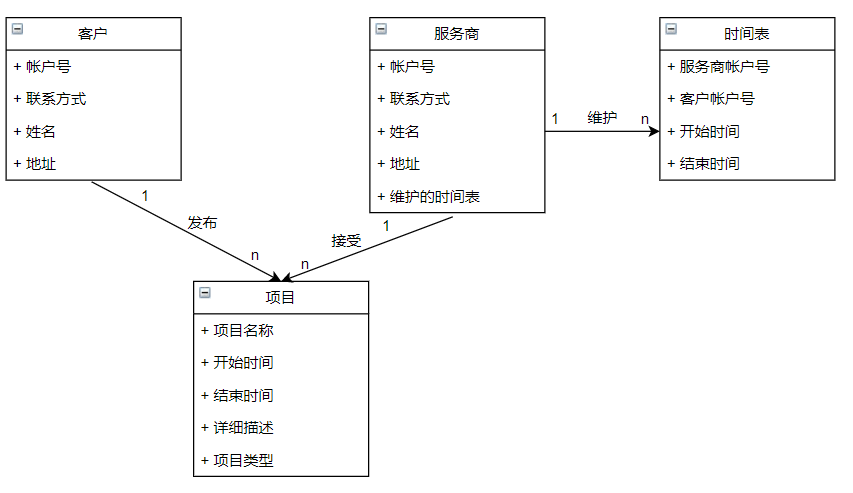 客户
+ 帐户号
+ 联系方式
+ 姓名
+ 地址
服务商
+ 帐户号
+ 联系方式
+ 姓名
+ 地址
+ 维护的时间表
时间表
+ 服务商帐户号
+ 客户帐户号
+ 开始时间
+ 结束时间
1 维护 n
1
发布
n
1
接受
n
项目
+ 项目名称
+ 开始时间
+ 结束时间
+ 详细描述
+ 项目类型